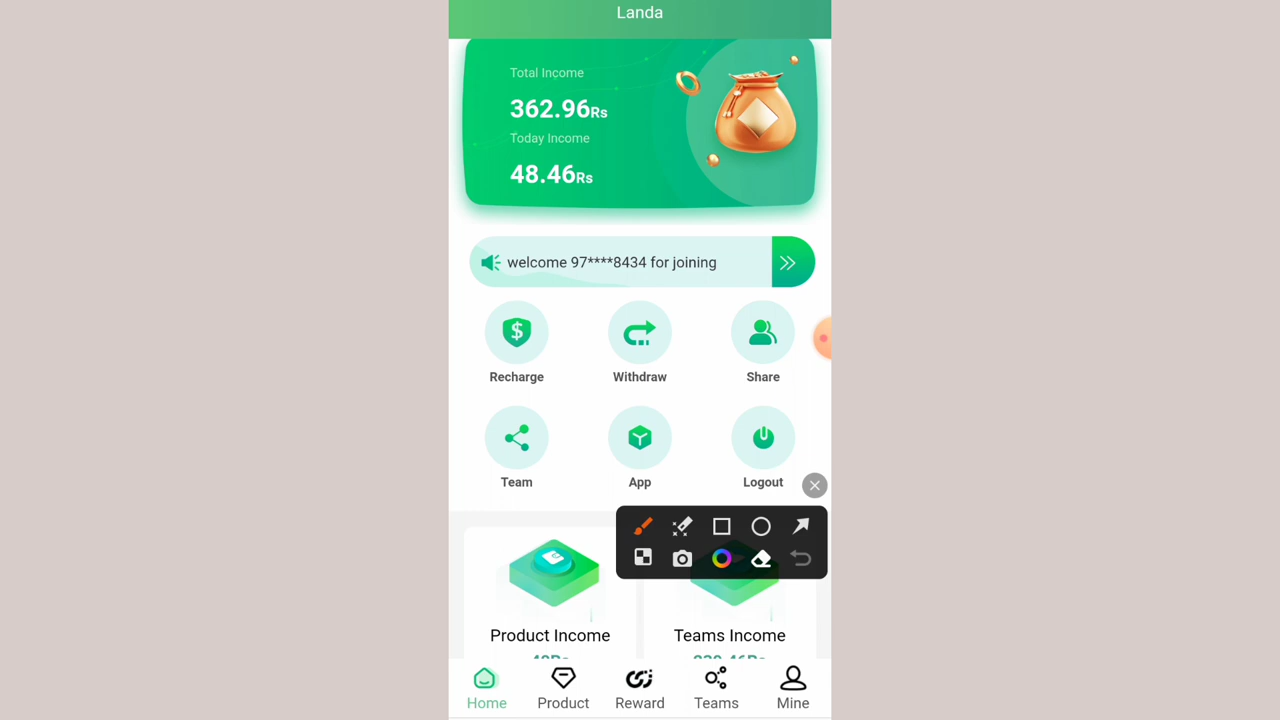 Landa
Total Income
362.96Rs
Today Income
48.46Rs
welcome 97****8434 for joining
Recharge
Withdraw
Share
Team
App
Logout
Product Income
Teams Income
Home
Product
Reward
Teams
Mine